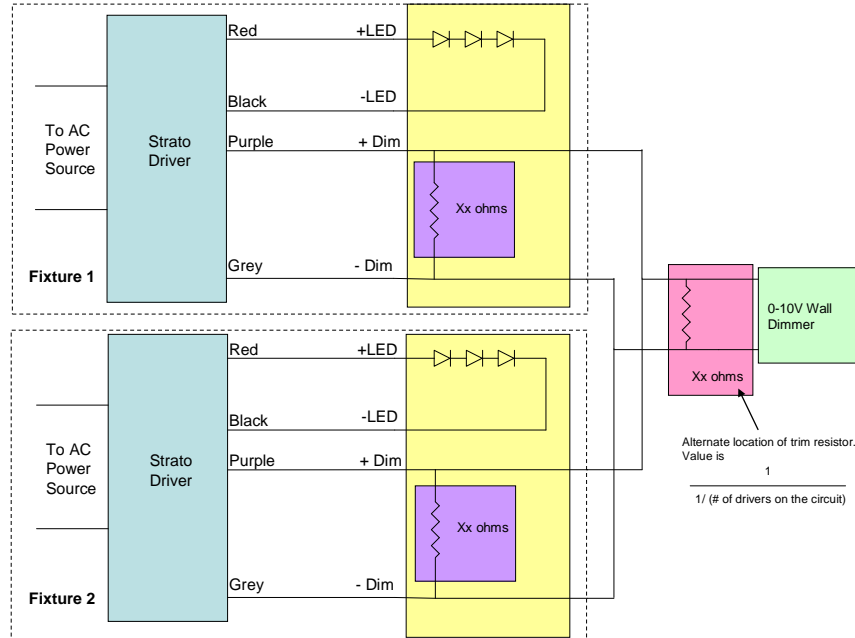 Red
+LED
Black
-LED
To AC
Power
Source
Strato
Driver
Purple
+ Dim
Xx ohms
Grey
- Dim
Fixture 1
Red
+LED
Black
-LED
To AC
Power
Source
Strato
Driver
Purple
+ Dim
Xx ohms
Grey
- Dim
Fixture 2
0-10V Wall
Dimmer
Xx ohms
Alternate location of trim resistor.
Value is
1
1/ (# of drivers on the circuit)